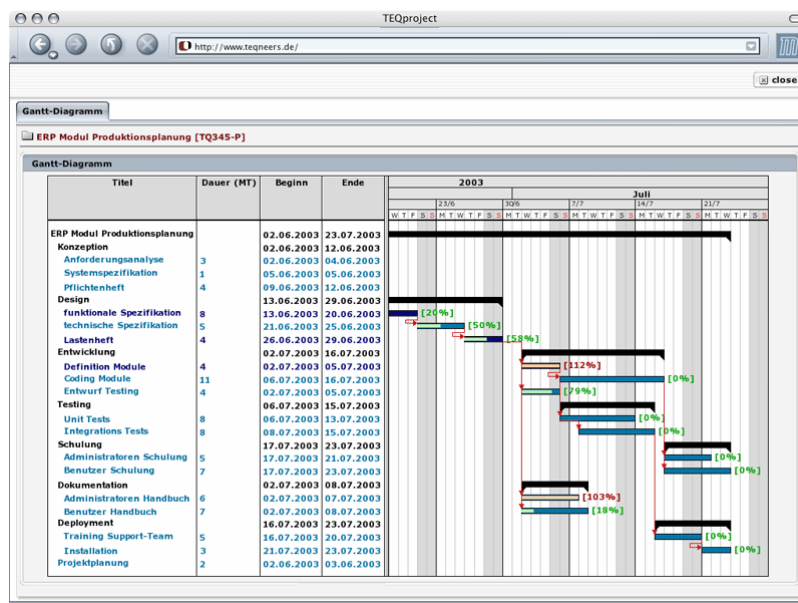 TEQproject
http://www.teqneers.de/
close
Gantt-Diagramm
ERP Modul Produktionsplanung [TQ345-P]
Gantt-Diagramm
Titel Dauer (MT) Beginn Ende 2003
Juli
23/6 30/6 7/7 14/7 21/7
W T F S S M T W T F S S M T W T F S S M T W T F S S M T W T F S S M T W T F S S
ERP Modul Produktionsplanung 02.06.2003 23.07.2003
Konzeption 02.06.2003 12.06.2003
Anforderungsanalyse 3 02.06.2003 04.06.2003
Systemspezifikation 1 05.06.2003 05.06.2003
Pflichtenheft 4 09.06.2003 12.06.2003
Design 13.06.2003 29.06.2003
funktionale Spezifikation 8 13.06.2003 20.06.2003 [20%]
technische Spezifikation 5 21.06.2003 25.06.2003 [50%]
Lastenheft 4 26.06.2003 29.06.2003 [58%]
Entwicklung 02.07.2003 16.07.2003
Definition Module 4 02.07.2003 05.07.2003 [112%]
Coding Module 11 06.07.2003 16.07.2003 [0%]
Entwurf Testing 4 02.07.2003 05.07.2003 [79%]
Testing 06.07.2003 15.07.2003
Unit Tests 8 06.07.2003 13.07.2003 [0%]
Integrations Tests 8 08.07.2003 15.07.2003 [0%]
Schulung 17.07.2003 23.07.2003
Administratoren Schulung 5 17.07.2003 21.07.2003 [0%]
Benutzer Schulung 7 17.07.2003 23.07.2003 [0%]
Dokumentation 02.07.2003 08.07.2003
Administratoren Handbuch 6 02.07.2003 07.07.2003 [103%]
Benutzer Handbuch 7 02.07.2003 08.07.2003 [18%]
Deployment 16.07.2003 23.07.2003
Training Support-Team 5 16.07.2003 20.07.2003 [0%]
Installation 3 21.07.2003 23.07.2003 [0%]
Projektplanung 2 02.06.2003 03.06.2003